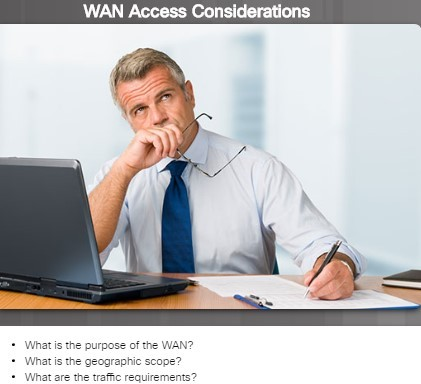 WAN Access Considerations
• What is the purpose of the WAN?
• What is the geographic scope?
• What are the traffic requirements?